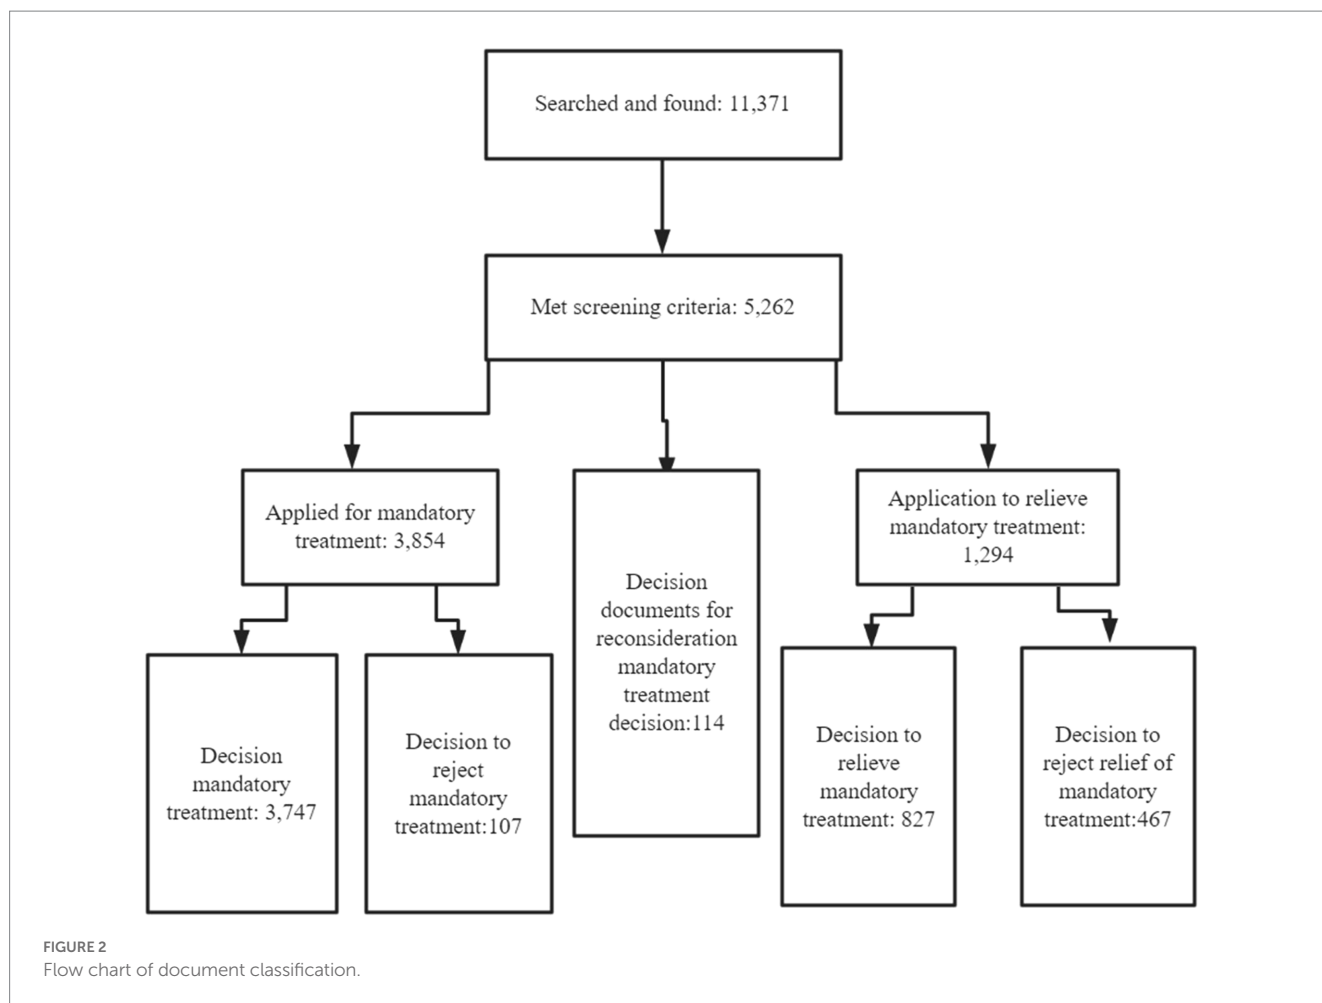 Searched and found: 11,371
Met screening criteria: 5,262
Applied for mandatory
treatment: 3,854
Decision
documents for
reconsideration
mandatory
treatment
decision:114
Application to relieve
mandatory treatment:
1,294
Decision
mandatory
treatment: 3,747
Decision to
reject
mandatory
treatment:107
Decision to
relieve
mandatory
treatment: 827
Decision to
reject relief of
mandatory
treatment:467
FIGURE 2
Flow chart of document classification.